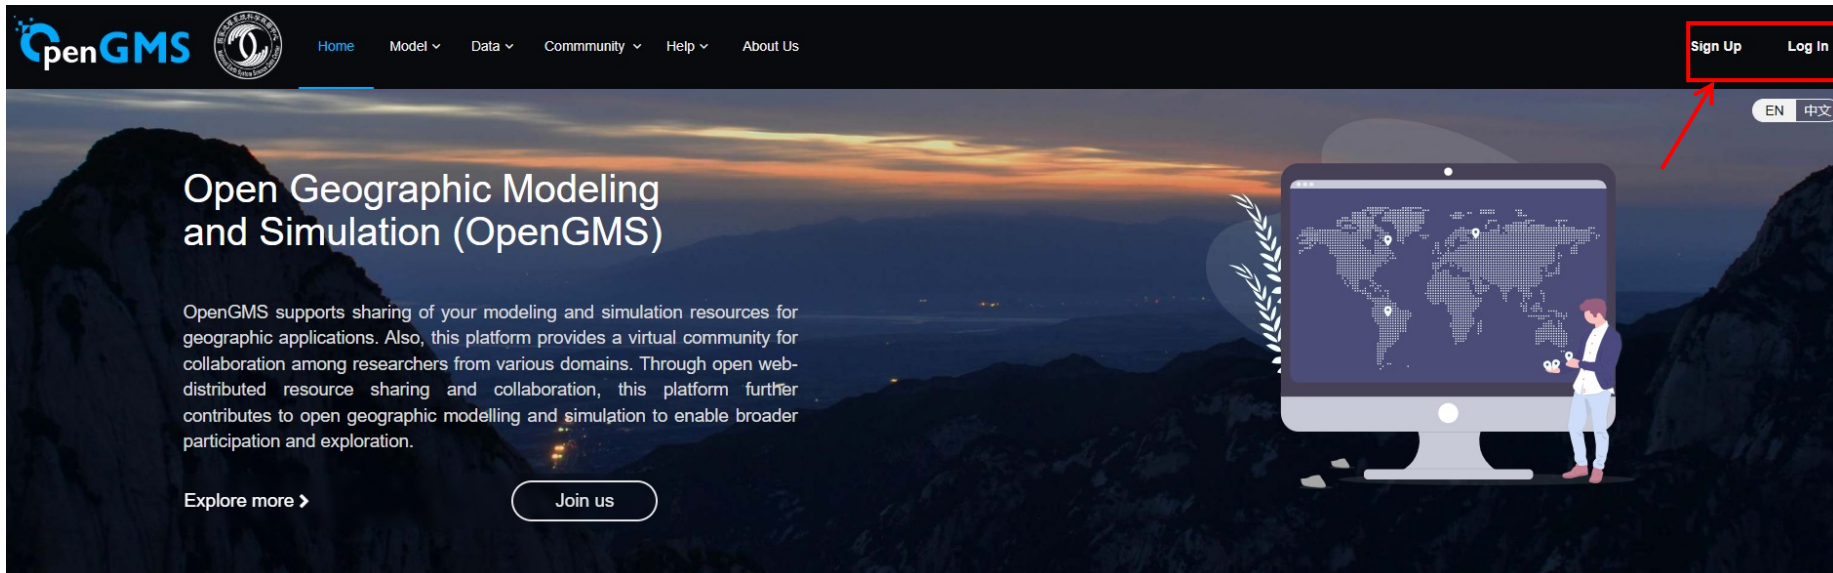 OpenGMS
Home Model Data Commmunity Help About Us Sign Up Log In
EN 中文
Open Geographic Modeling
and Simulation (OpenGMS)
OpenGMS supports sharing of your modeling and simulation resources for
geographic applications. Also, this platform provides a virtual community for
collaboration among researchers from various domains. Through open web-
distributed resource sharing and collaboration, this platform further
contributes to open geographic modelling and simulation to enable broader
participation and exploration.
Explore more
Join us